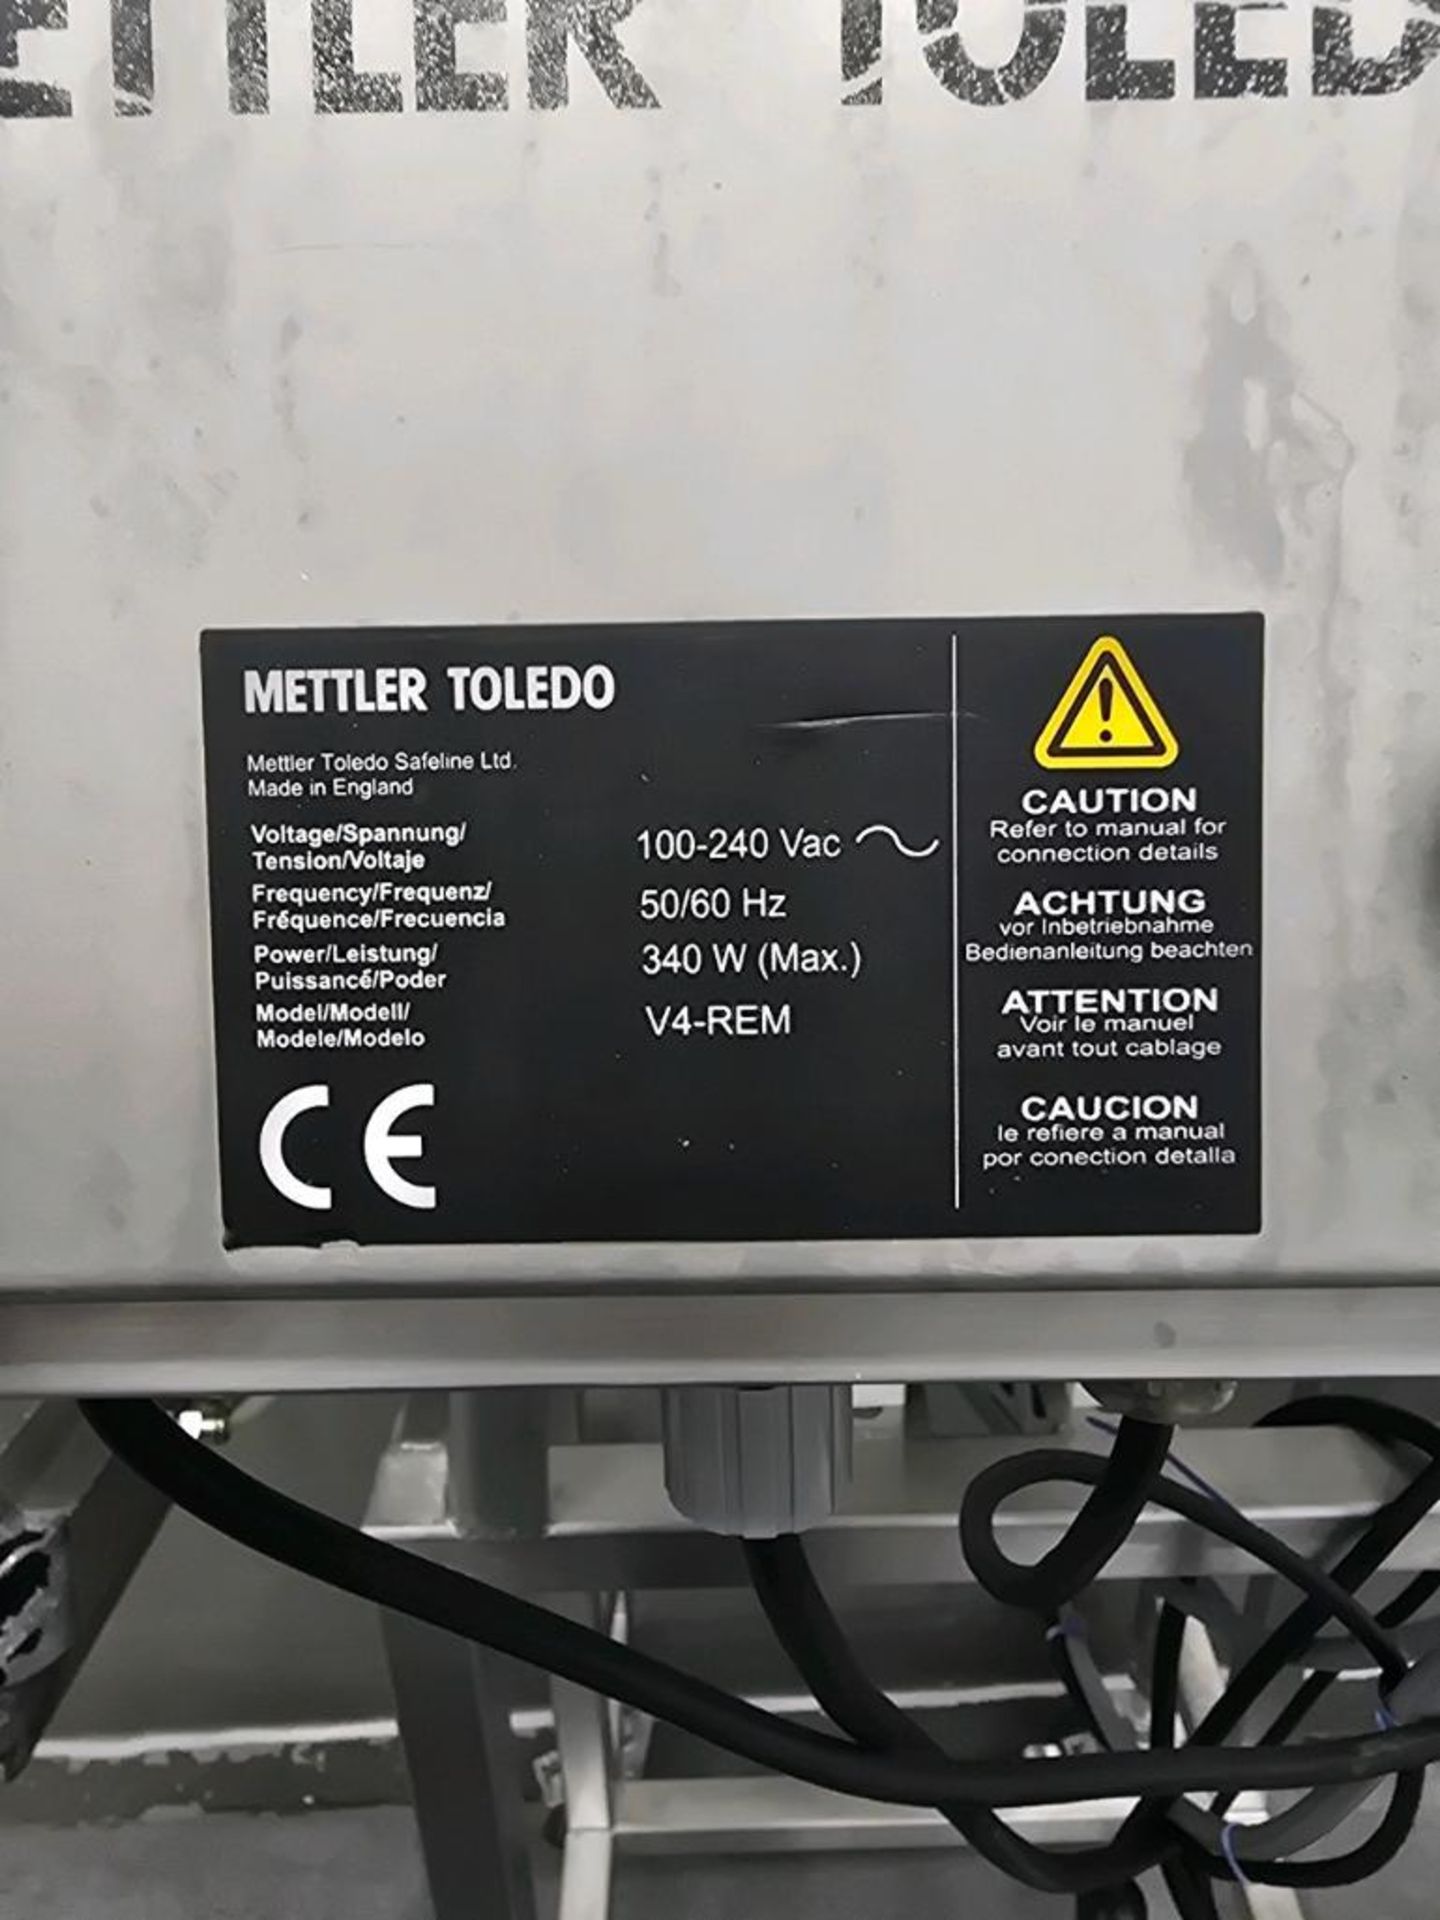 METTLER TOLEDO
METTLER TOLEDO
Mettler Toledo Safeline Ltd.
Made in England
Voltage/Spannung/
Tension/Voltaje
100-240 Vac
Frequency/Frequenz/
Fréquence/Frecuencia
50/60 Hz
Power/Leistung/
Puissancé/Poder
340 W (Max.)
Model/Modell/
Modele/Modelo
V4-REM
CE
CAUTION
Refer to manual for
connection details
ACHTUNG
vor Inbetriebnahme
Bedienanleitung beachten
ATTENTION
Voir le manuel
avant tout cablage
CAUCION
le refiere a manual
por conection detalla